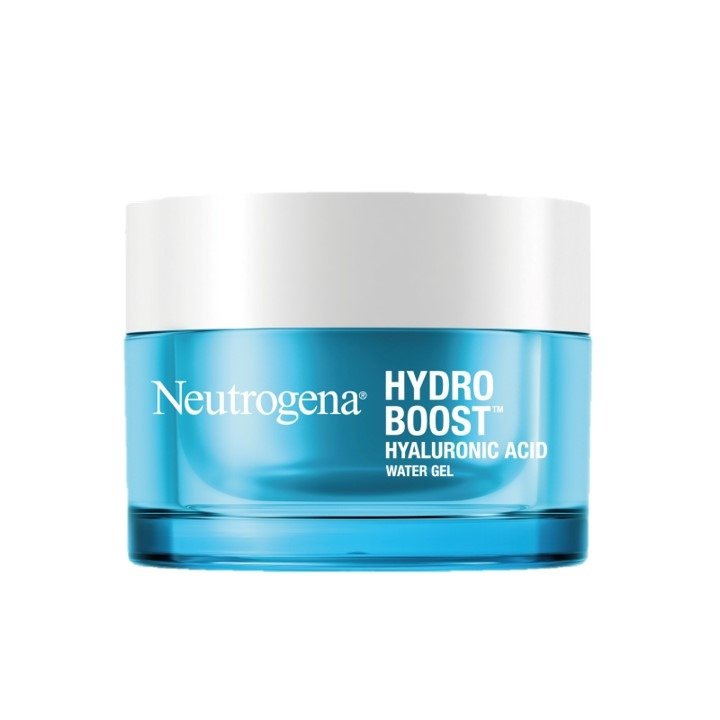 Neutrogena®
HYDRO
BOOST™
HYALURONIC ACID
WATER GEL